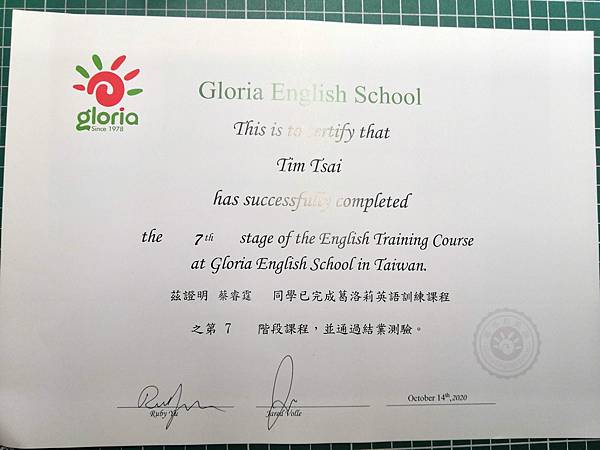 gloria
Since 1978
Gloria English School
This is to certify that
Tim Tsai
has successfully completed
the 7th stage of the English Training Course
at Gloria English School in Taiwan.
茲證明 蔡睿霆 同學已完成葛洛莉英語訓練課程
之第 7 階段課程，並通過結業測驗。
Ruby Yu
Jarad Volle
October 14th,2020